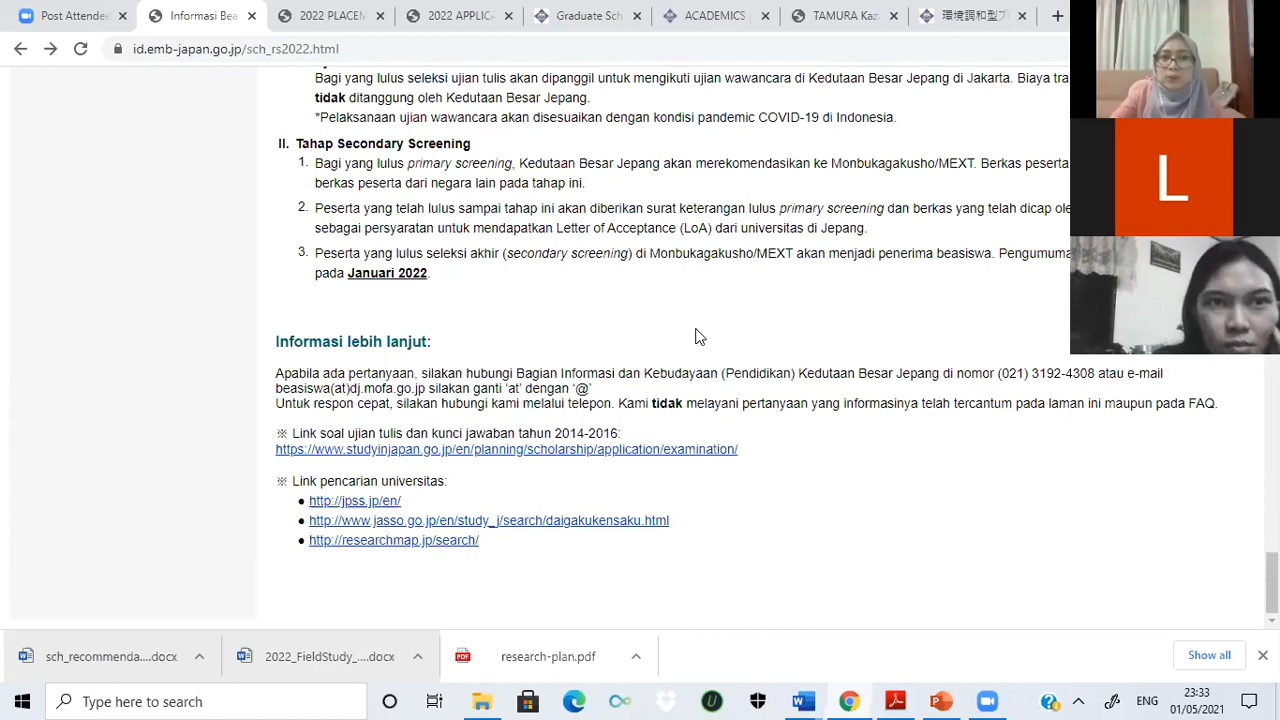 Post Attende
Informasi Bea
2022 PLACEM
2022 APPLICA
Graduate Sch
ACADEMICS
TAMURA Kaz
環境調和型プ
id.emb-japan.go.jp/sch_rs2022.html
Bagi yang lulus seleksi ujian tulis akan dipanggil untuk mengikuti ujian wawancara di Kedutaan Besar Jepang di Jakarta. Biaya tra
tidak ditanggung oleh Kedutaan Besar Jepang.
*Pelaksanaan ujian wawancara akan disesuaikan dengan kondisi pandemic COVID-19 di Indonesia.
II. Tahap Secondary Screening
1. Bagi yang lulus primary screening, Kedutaan Besar Jepang akan merekomendasikan ke Monbukagakusho/MEXT. Berkas peserta
berkas peserta dari negara lain pada tahap ini.
2. Peserta yang telah lulus sampai tahap ini akan diberikan surat keterangan lulus primary screening dan berkas yang telah dicap ole
sebagai persyaratan untuk mendapatkan Letter of Acceptance (LoA) dari universitas di Jepang.
3. Peserta yang lulus seleksi akhir (secondary screening) di Monbukagakusho/MEXT akan menjadi penerima beasiswa. Pengumuma
pada Januari 2022.
L
Informasi lebih lanjut:
Apabila ada pertanyaan, silakan hubungi Bagian Informasi dan Kebudayaan (Pendidikan) Kedutaan Besar Jepang di nomor (021) 3192-4308 atau e-mail
beasiswa(at)dj.mofa.go.jp silakan ganti ‘at’ dengan ‘@’
Untuk respon cepat, silakan hubungi kami melalui telepon. Kami tidak melayani pertanyaan yang informasinya telah tercantum pada laman ini maupun pada FAQ.
※ Link soal ujian tulis dan kunci jawaban tahun 2014-2016:
https://www.studyinjapan.go.jp/en/planning/scholarship/application/examination/
※ Link pencarian universitas:
● http://jpss.jp/en/
● http://www.jasso.go.jp/en/study_j/search/daigakukensaku.html
● http://researchmap.jp/search/
sch_recommenda....docx
2022_FieldStudy_....docx
research-plan.pdf
Show all
Type here to search
ENG
23:33
01/05/2021